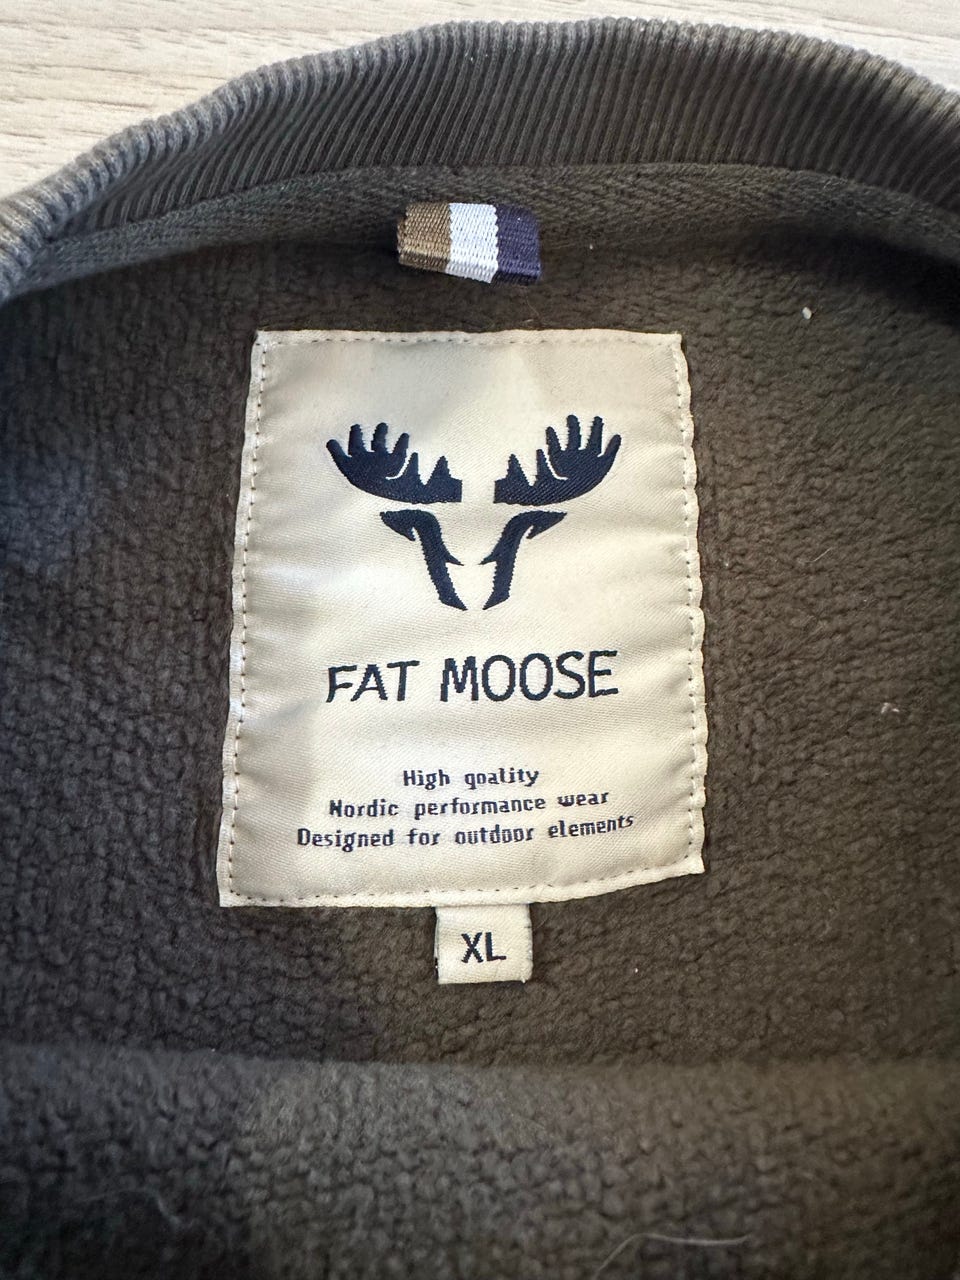 FAT MOOSE
High qoality
Nordic performance wear
Designed for outdoor elements
XL